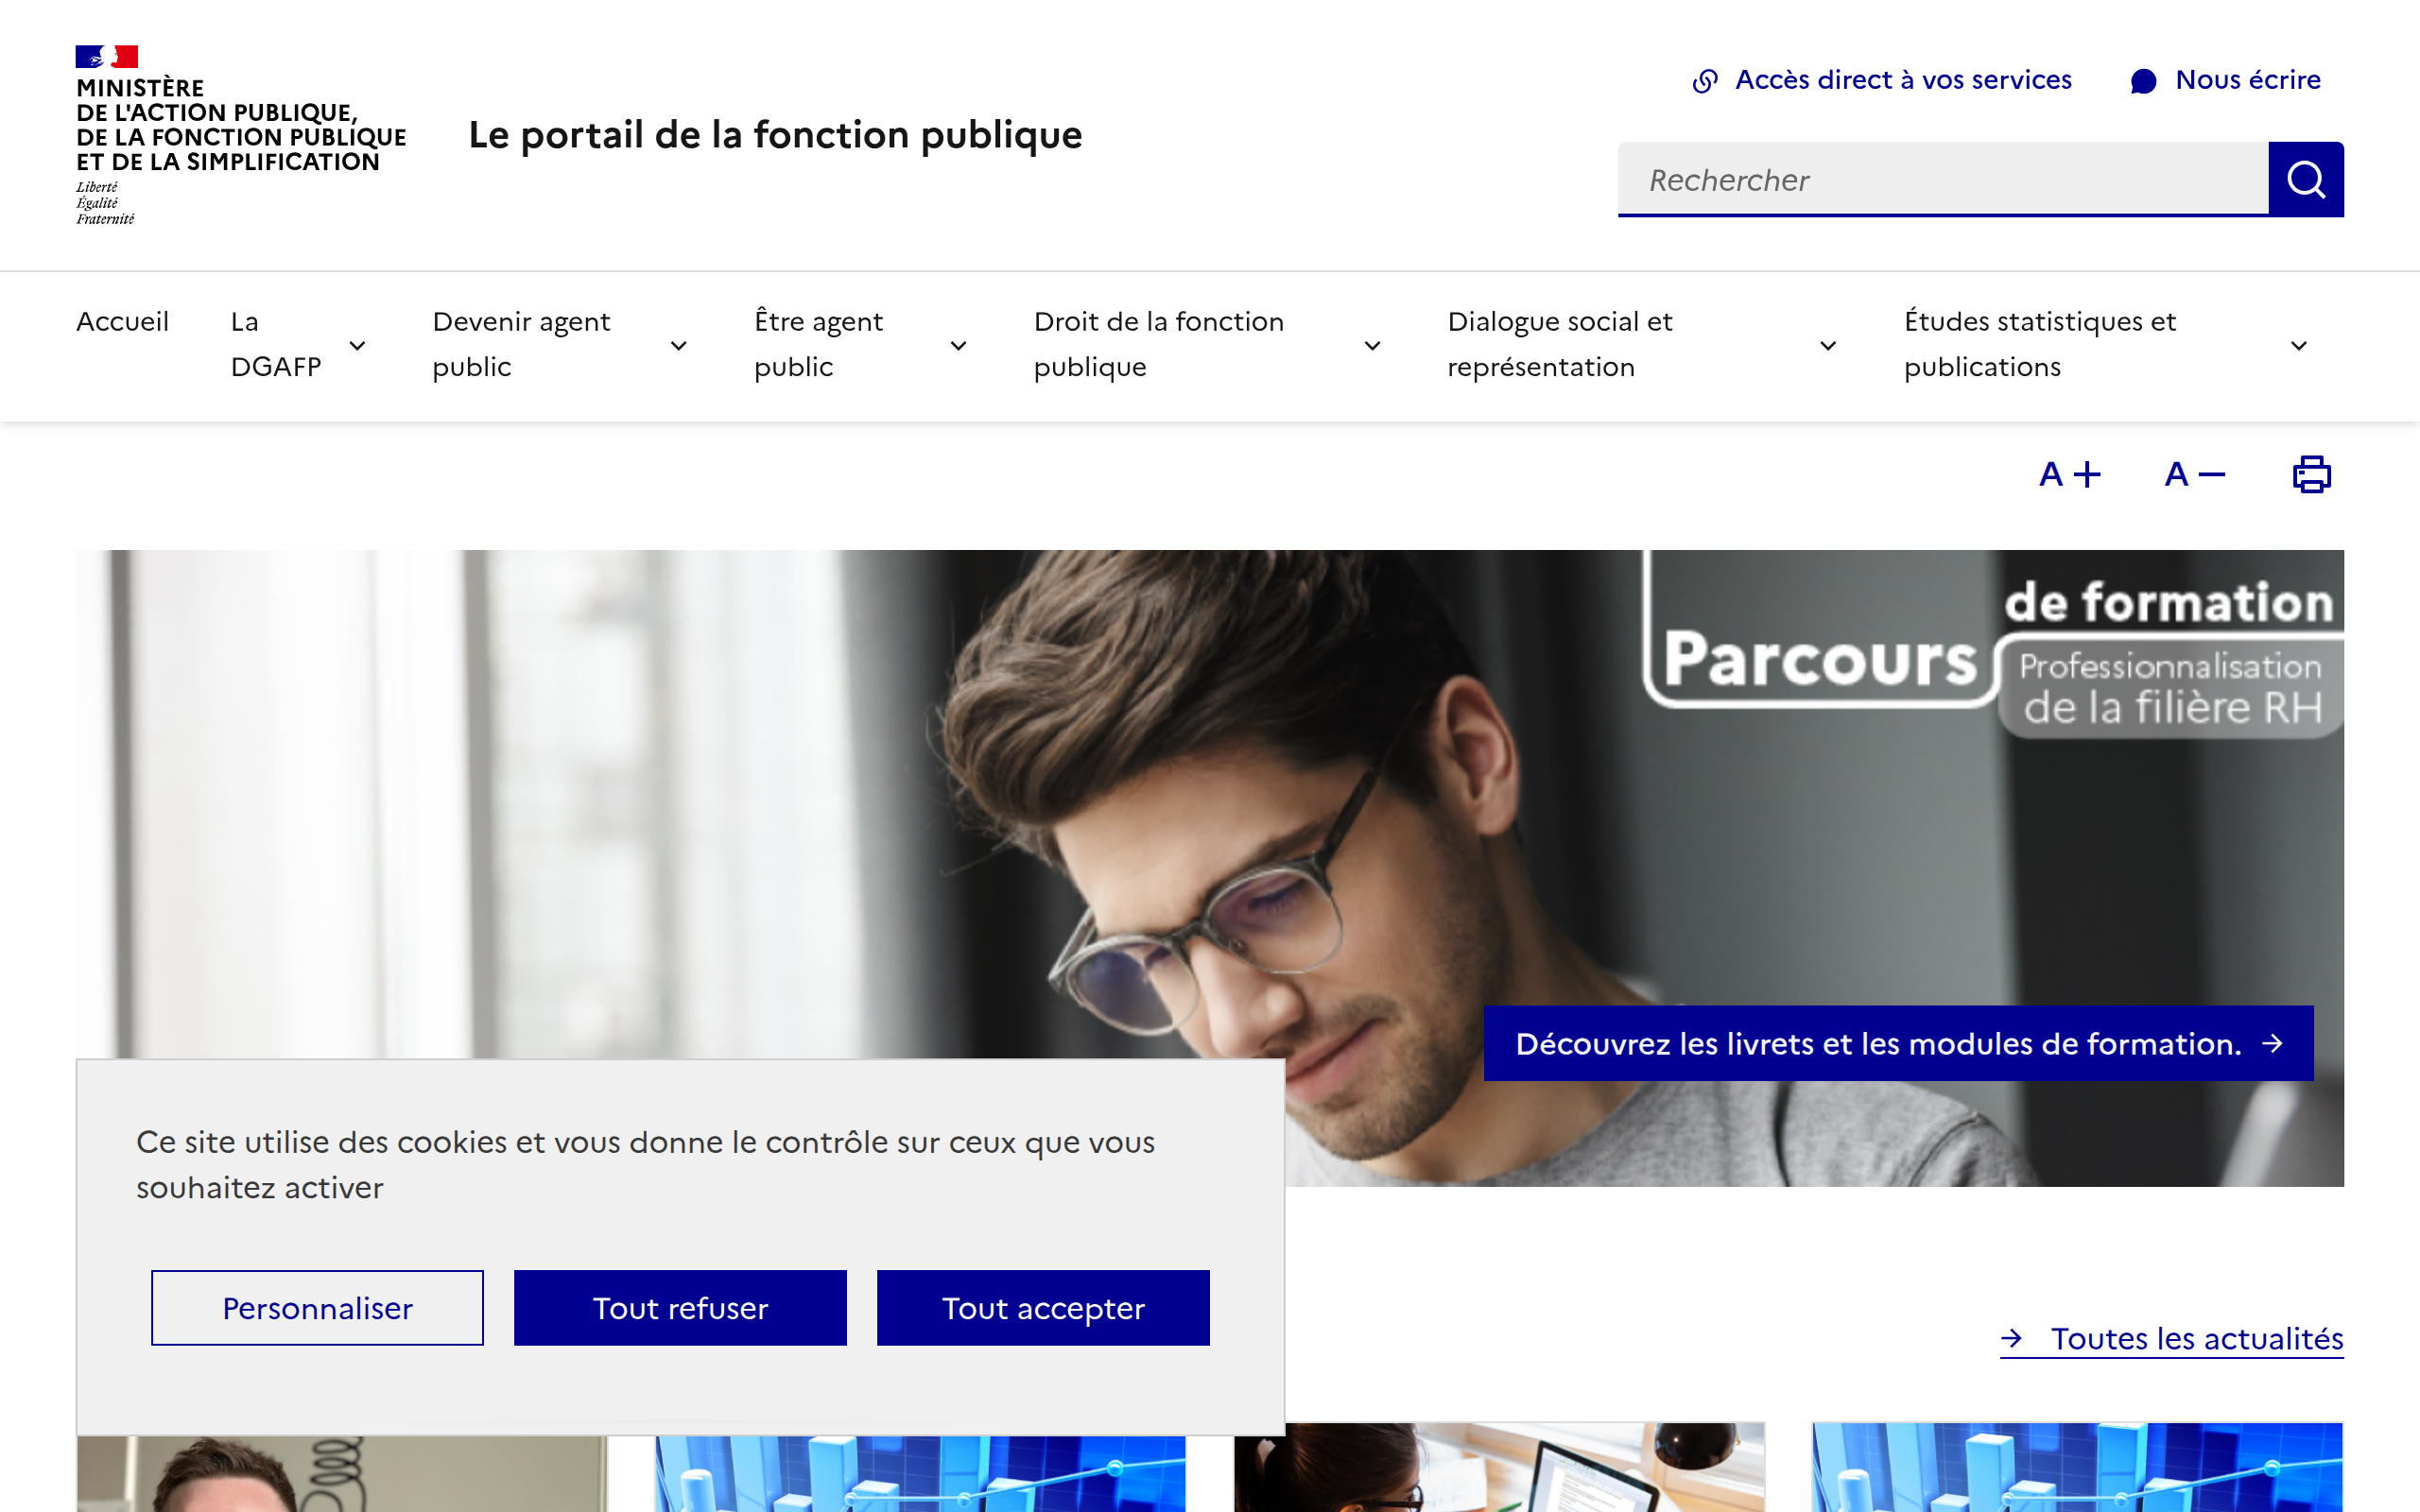 MINISTÈRE
DE L'ACTION PUBLIQUE,
DE LA FONCTION PUBLIQUE
ET DE LA SIMPLIFICATION
Liberté
Égalité
Fraternité
Le portail de la fonction publique
Accès direct à vos services
Nous écrire
Rechercher
Accueil
La
DGAFP
Devenir agent
public
Être agent
public
Droit de la fonction
publique
Dialogue social et
représentation
Études statistiques et
publications
A +
A −
Parcours
de formation
Professionnalisation
de la filière RH
Découvrez les livrets et les modules de formation.
Ce site utilise des cookies et vous donne le contrôle sur ceux que vous
souhaitez activer
Personnaliser
Tout refuser
Tout accepter
Toutes les actualités